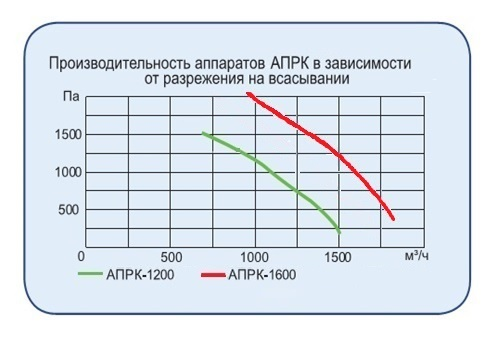 Производительность аппаратов АПРК в зависимости
от разрежения на всасывании
Па
1500
1000
500
0 500 1000 1500 м³/ч
АПРК-1200 АПРК-1600